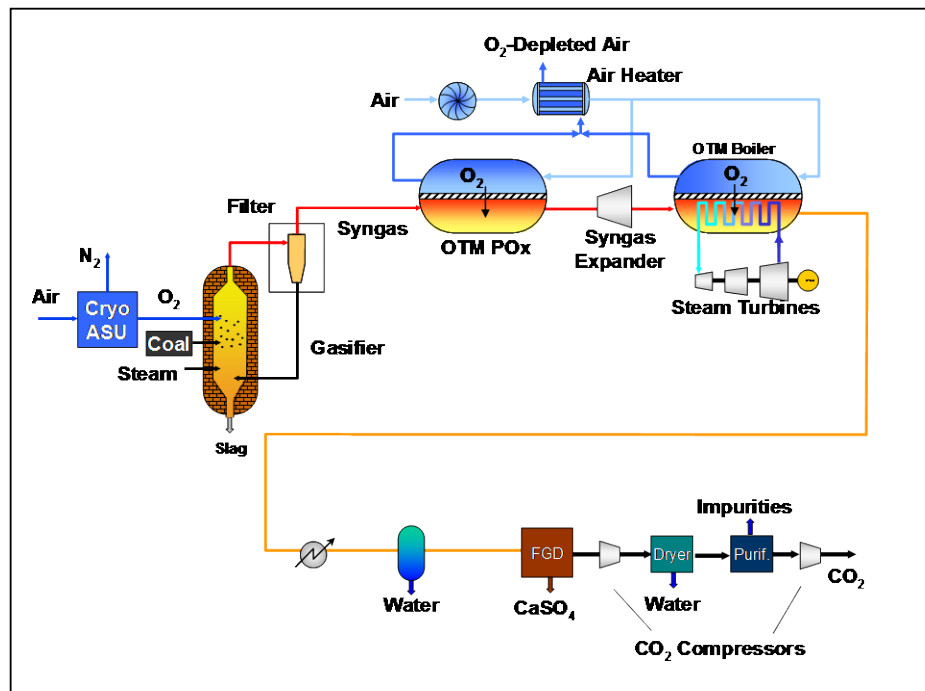 O2-Depleted Air
Air Heater
Air
OTM Boiler
O2
O2
Filter
Syngas
OTM POx
Syngas
Expander
N2
Steam Turbines
Air
O2
Cryo
ASU
Coal
Gasifier
Steam
Slag
Impurities
FGD
Dryer
Purif.
CO2
Water
CaSO4
Water
CO2 Compressors